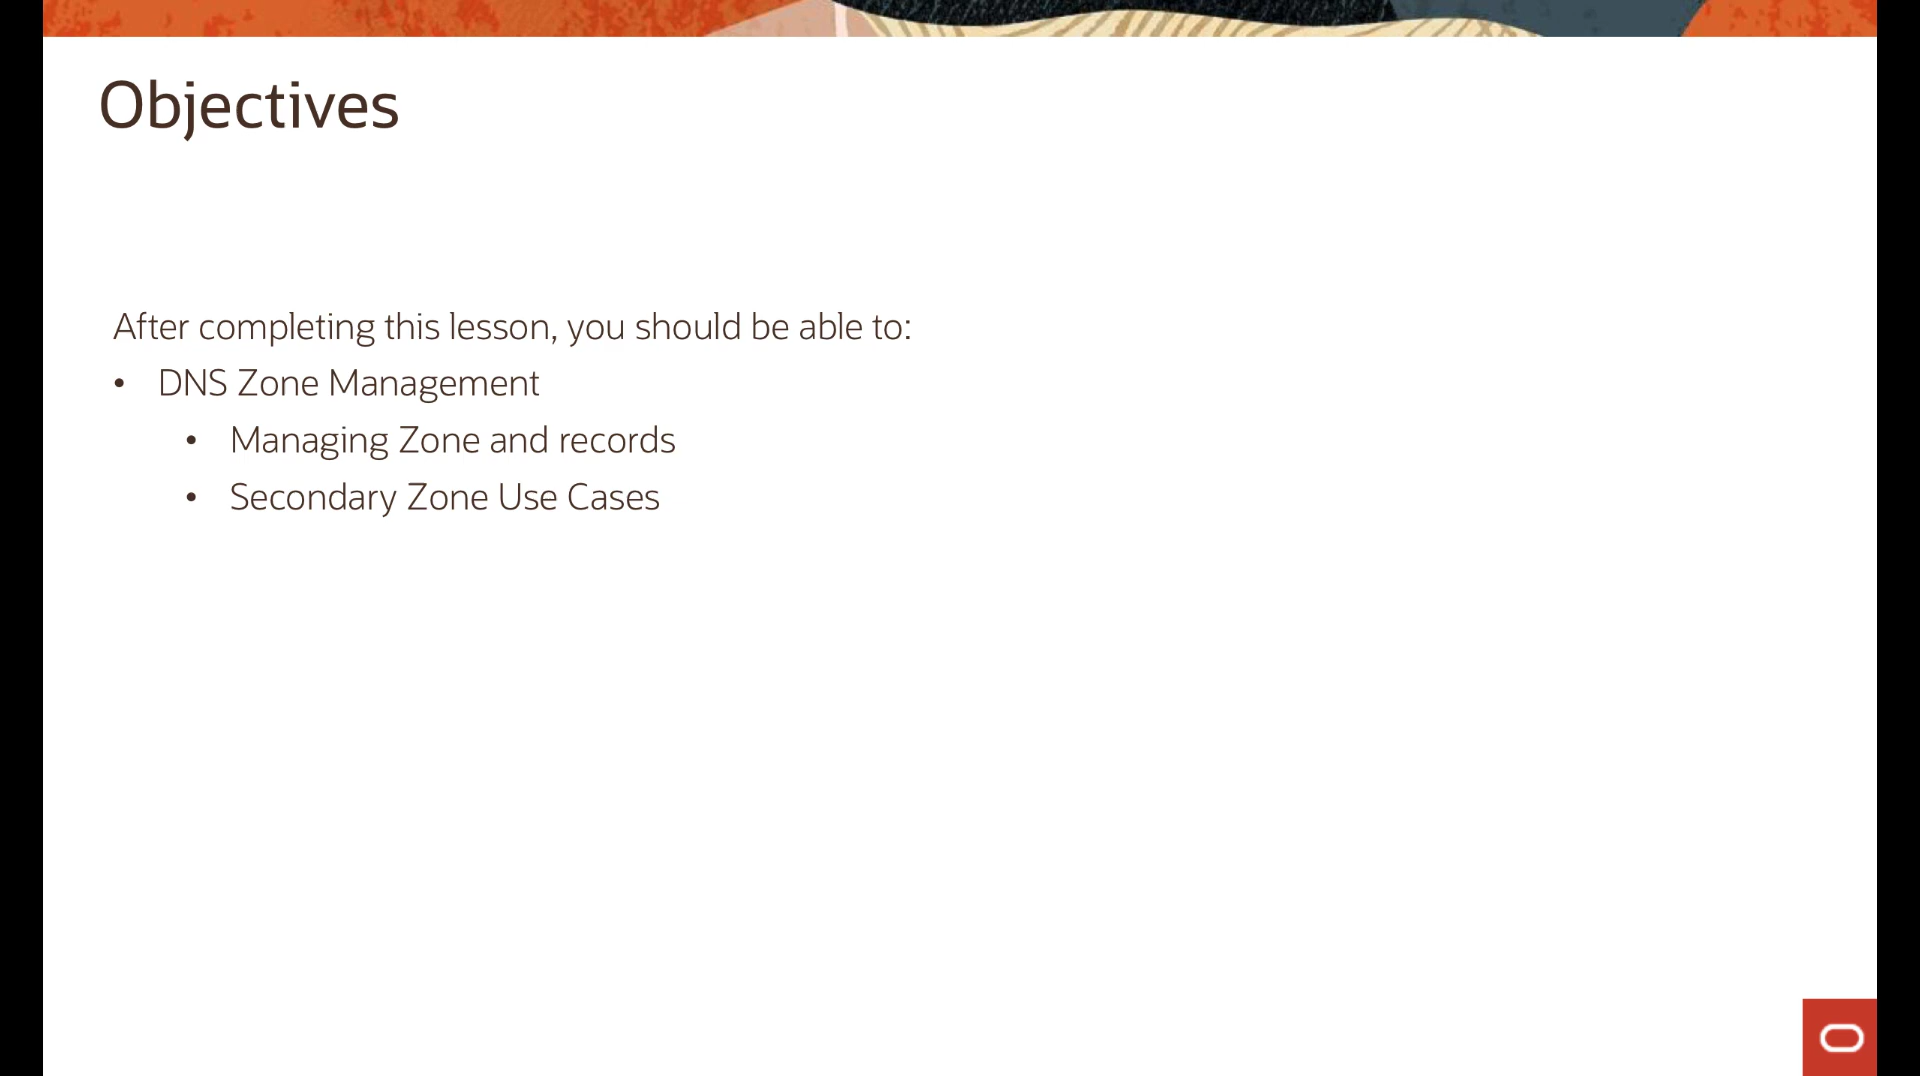 Objectives
After completing this lesson, you should be able to:
• DNS Zone Management
• Managing Zone and records
• Secondary Zone Use Cases